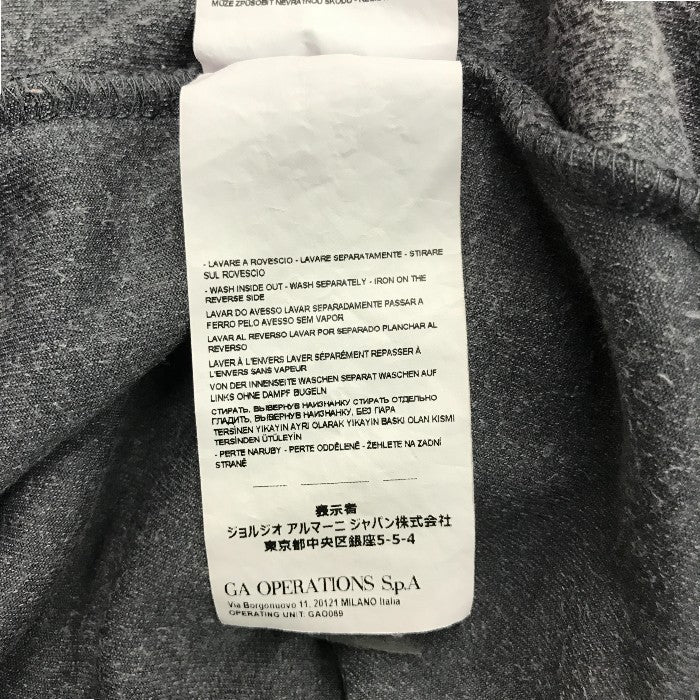 MŮŽE ZPŮSOBIT NEVRATNOU ŠKODU
- LAVARE A ROVESCIO - LAVARE SEPARATAMENTE - STIRARE
SUL ROVESCIO
- WASH INSIDE OUT - WASH SEPARATELY - IRON ON THE
REVERSE SIDE
LAVAR DO AVESSO LAVAR SEPARADAMENTE PASSAR A
FERRO PELO AVESSO SEM VAPOR
LAVAR AL REVERSO LAVAR POR SEPARADO PLANCHAR AL
REVERSO
LAVER À L'ENVERS LAVER SÉPARÉMENT REPASSER À
L'ENVERS SANS VAPEUR
VON DER INNENSEITE WASCHEN SEPARAT WASCHEN AUF
LINKS OHNE DAMPF BUGELN
СТИРАТЬ, ВЫВЕРНУВ НАИЗНАНКУ СТИРАТЬ ОТДЕЛЬНО
ГЛАДИТЬ, ВЫВЕРНУВ НАИЗНАНКУ, БЕЗ ПАРА
TERSİNEN YIKAYIN AYRI OLARAK YIKAYIN BASKI OLAN KISMI
TERSİNDEN ÜTÜLEYİN
- PERTE NARUBY - PERTE ODDĚLENĚ - ŽEHLETE NA ZADNÍ
STRANĚ
表示者
ジョルジオ アルマーニ ジャパン株式会社
東京都中央区銀座5-5-4
GA OPERATIONS S.p.A
Via Borgonuovo 11, 20121 MILANO Italia
OPERATING UNIT: GAO089